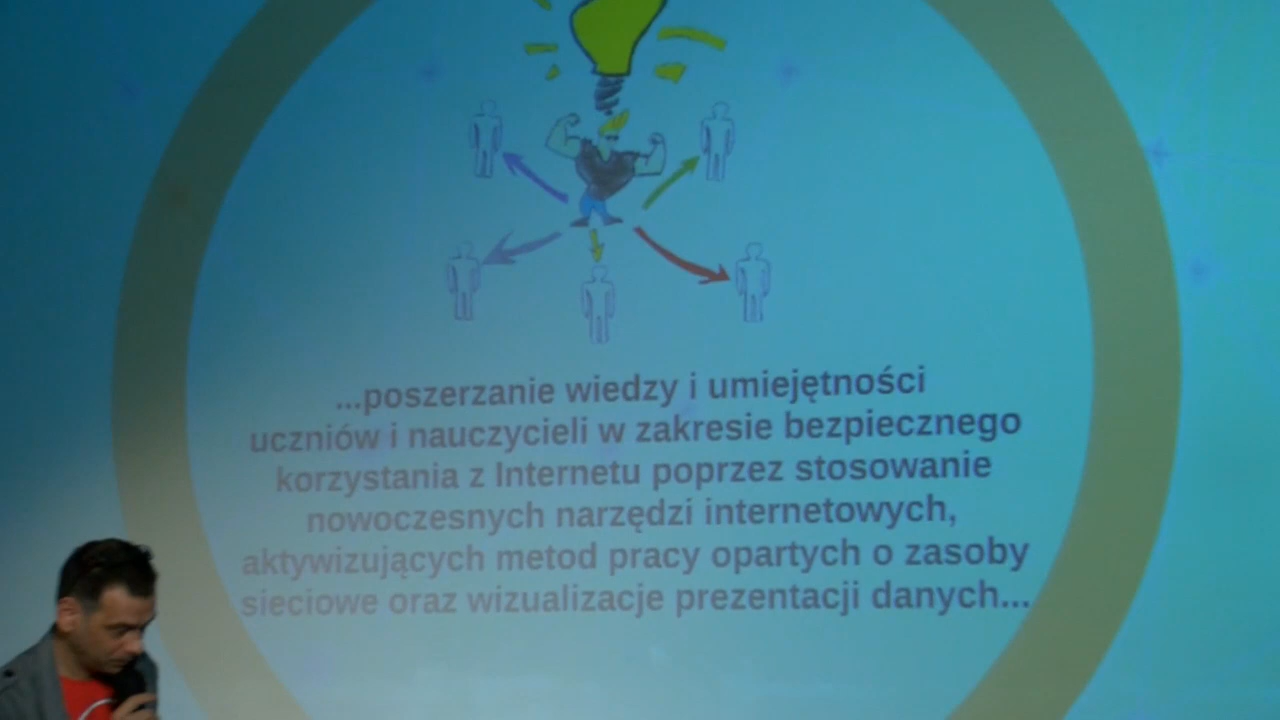 ...poszerzanie wiedzy i umiejętności
uczniów i nauczycieli w zakresie bezpiecznego
korzystania z Internetu poprzez stosowanie
nowoczesnych narzędzi internetowych,
aktywizujących metod pracy opartych o zasoby
sieciowe oraz wizualizacje prezentacji danych...